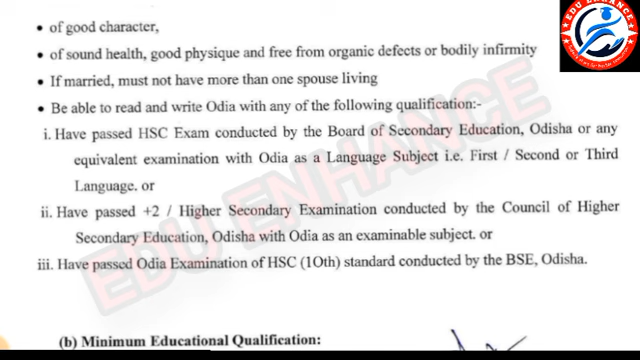 EDU ENHANCE
• of good character,
• of sound health, good physique and free from organic defects or bodily infirmity
• If married, must not have more than one spouse living
• Be able to read and write Odia with any of the following qualification:-
i. Have passed HSC Exam conducted by the Board of Secondary Education, Odisha or any
equivalent examination with Odia as a Language Subject i.e. First / Second or Third
Language. or
ii. Have passed +2 / Higher Secondary Examination conducted by the Council of Higher
Secondary Education, Odisha with Odia as an examinable subject. or
iii. Have passed Odia Examination of HSC (1Oth) standard conducted by the BSE, Odisha.
EDU ENHANCE
(b) Minimum Educational Qualification: